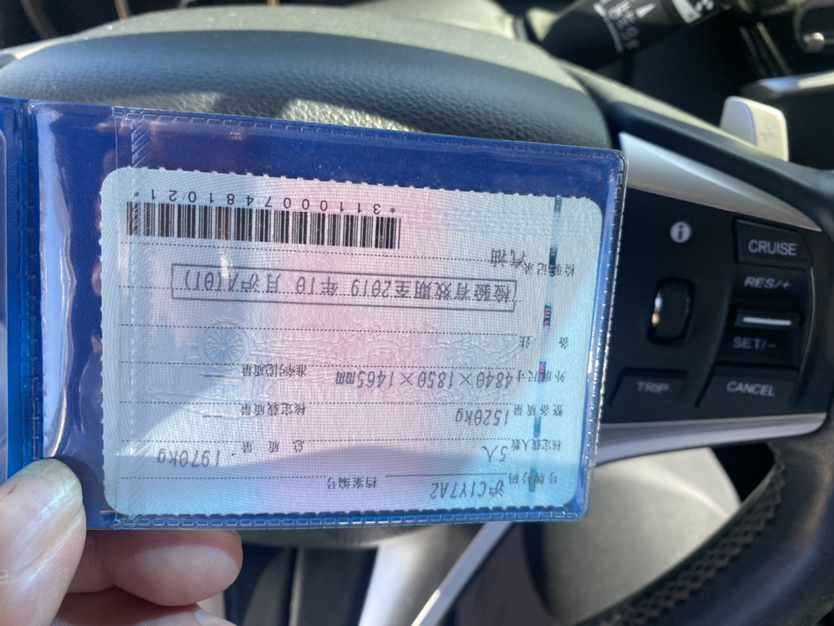 号牌号码 沪C1Y7A2 档案编号
核定载人数 5人 总质量 1970kg
整备质量 1520kg 核定载质量
外廓尺寸 4840×1850×1465mm 准牵引总质量
备注
检验有效期至2019年10月沪A(01)
检验记录 汽油
*3110007481021*
CRUISE
RES/+
SET/−
TRIP
CANCEL